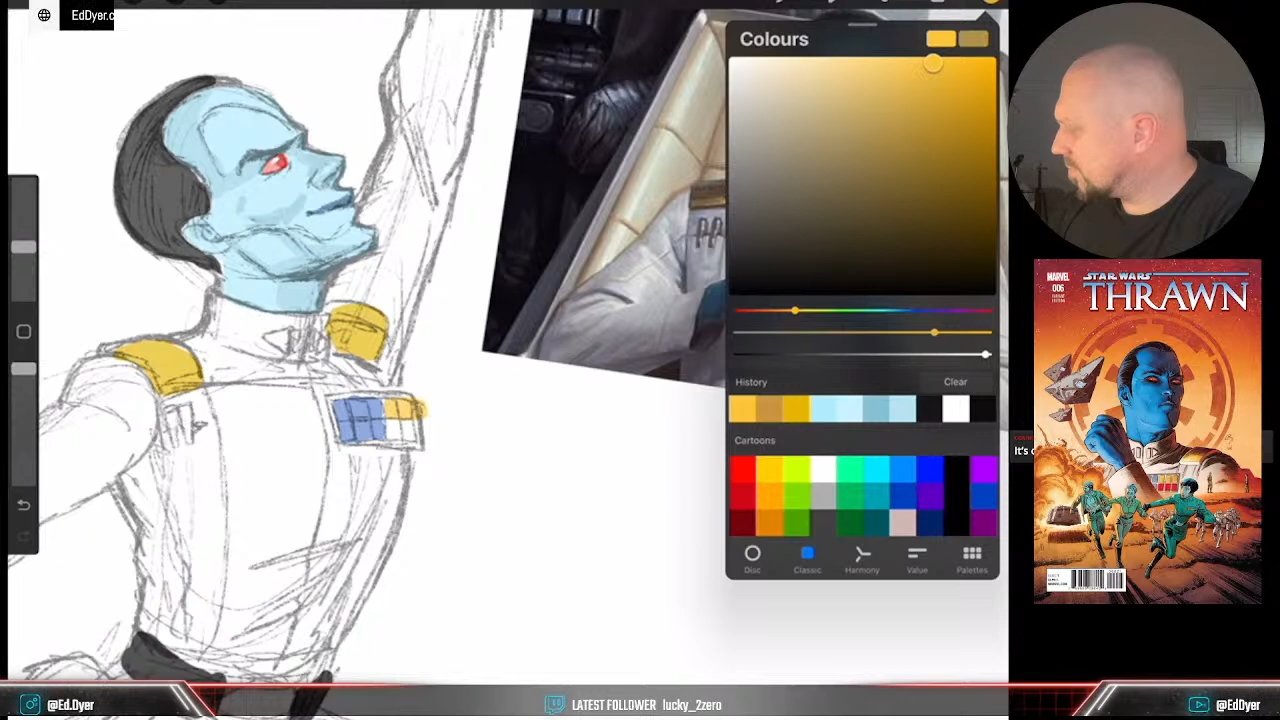 EdDyer.c
Colours
History
Clear
Cartoons
Disc
Classic
Harmony
Value
Palettes
MARVEL
006
STAR WARS
THRAWN
It's
@Ed.Dyer
LATEST FOLLOWER lucky_2zero
@EdDyer